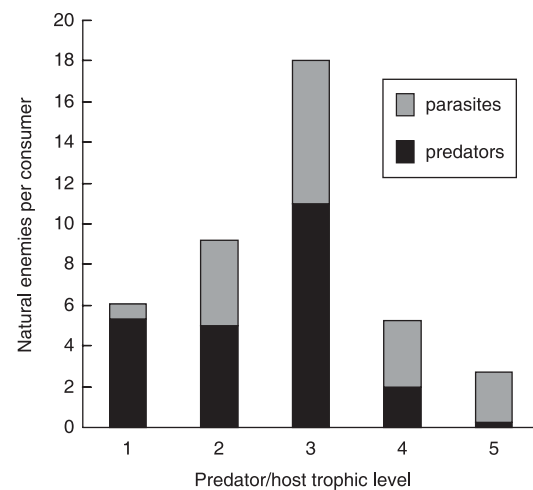 20
18
16
14
12
10
8
6
4
2
0
Natural enemies per consumer
parasites
predators
1 2 3 4 5
Predator/host trophic level